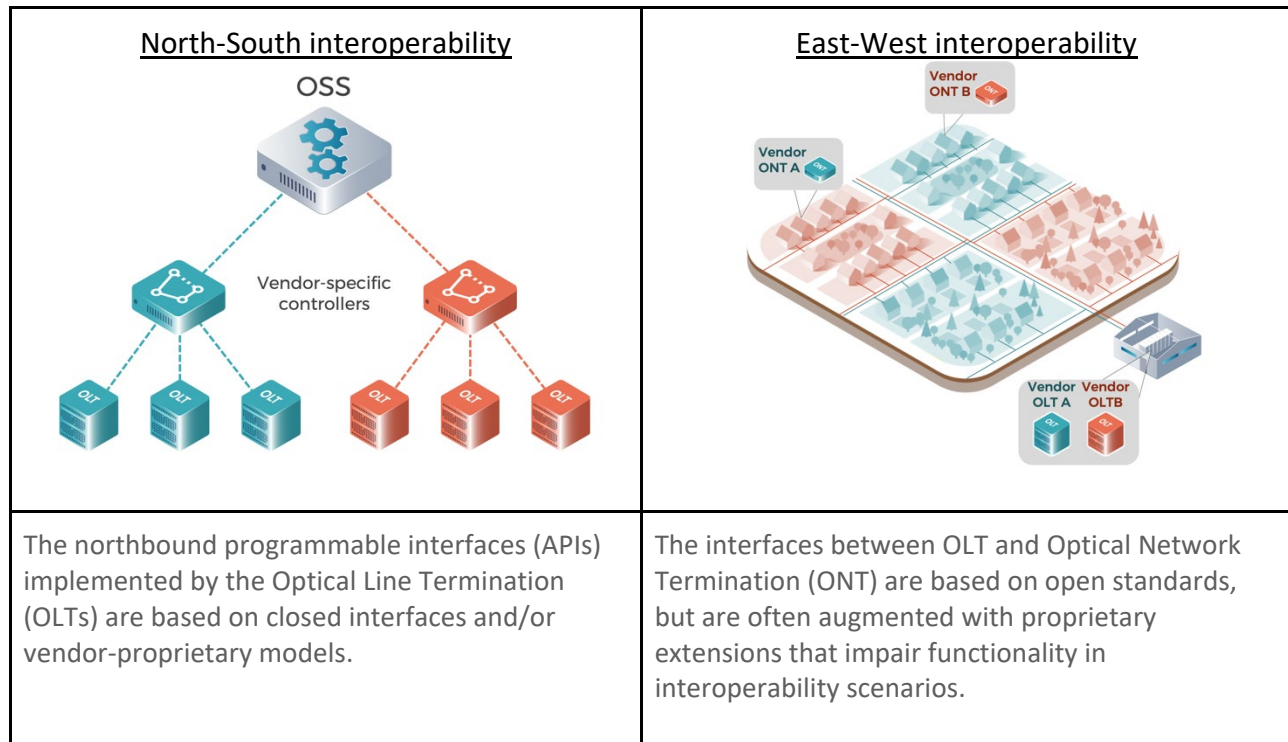 North-South interoperability
OSS
Vendor-specific
controllers
OLT
OLT
OLT
OLT
OLT
OLT
The northbound programmable interfaces (APIs)
implemented by the Optical Line Termination
(OLTs) are based on closed interfaces and/or
vendor-proprietary models.
East-West interoperability
Vendor
ONT B
ONT
Vendor
ONT A
ONT
Vendor
OLT A
Vendor
OLTB
OLT
OLT
The interfaces between OLT and Optical Network
Termination (ONT) are based on open standards,
but are often augmented with proprietary
extensions that impair functionality in
interoperability scenarios.